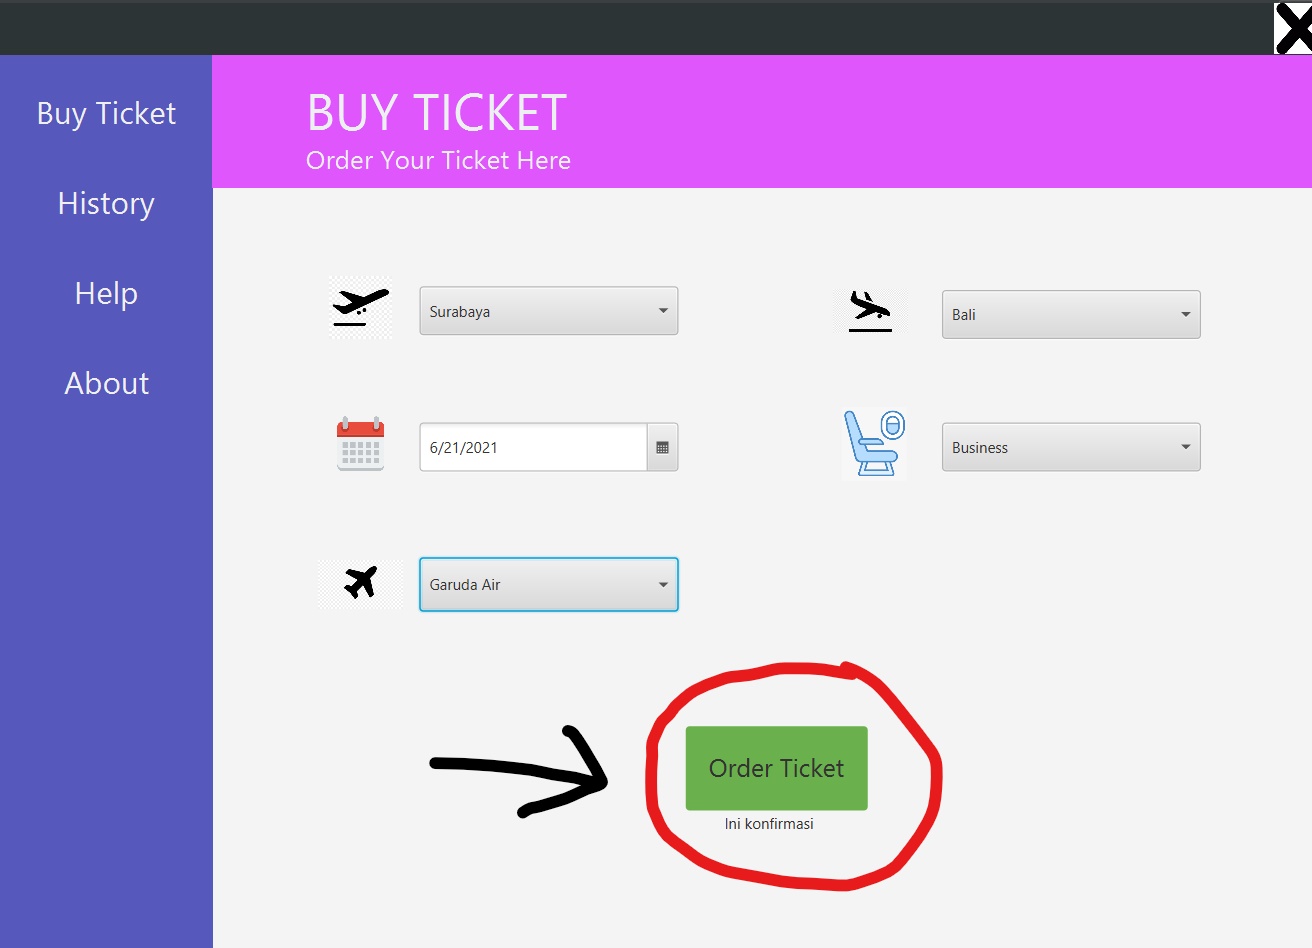 Buy Ticket
History
Help
About
BUY TICKET
Order Your Ticket Here
Surabaya
Bali
6/21/2021
Business
Garuda Air
Order Ticket
Ini konfirmasi